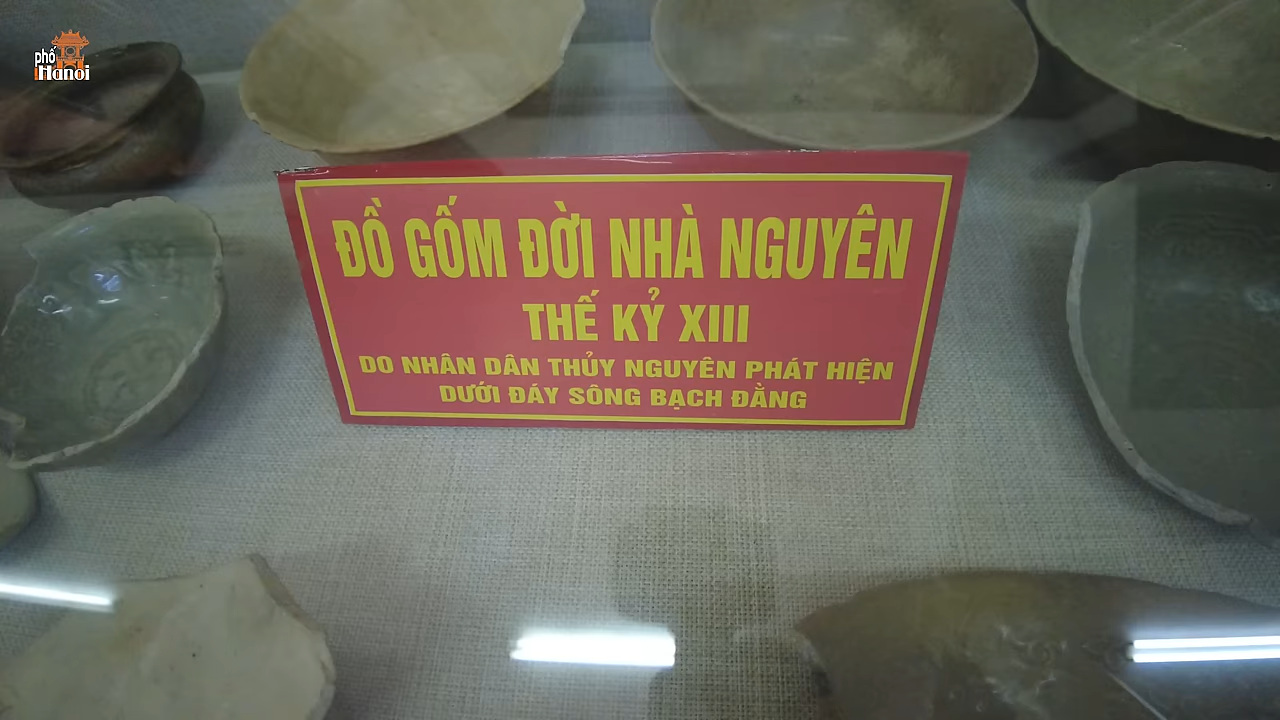 phố
Hanoi
ĐỒ GỐM ĐỜI NHÀ NGUYÊN
THẾ KỶ XIII
DO NHÂN DÂN THỦY NGUYÊN PHÁT HIỆN
DƯỚI ĐÁY SÔNG BẠCH ĐẰNG